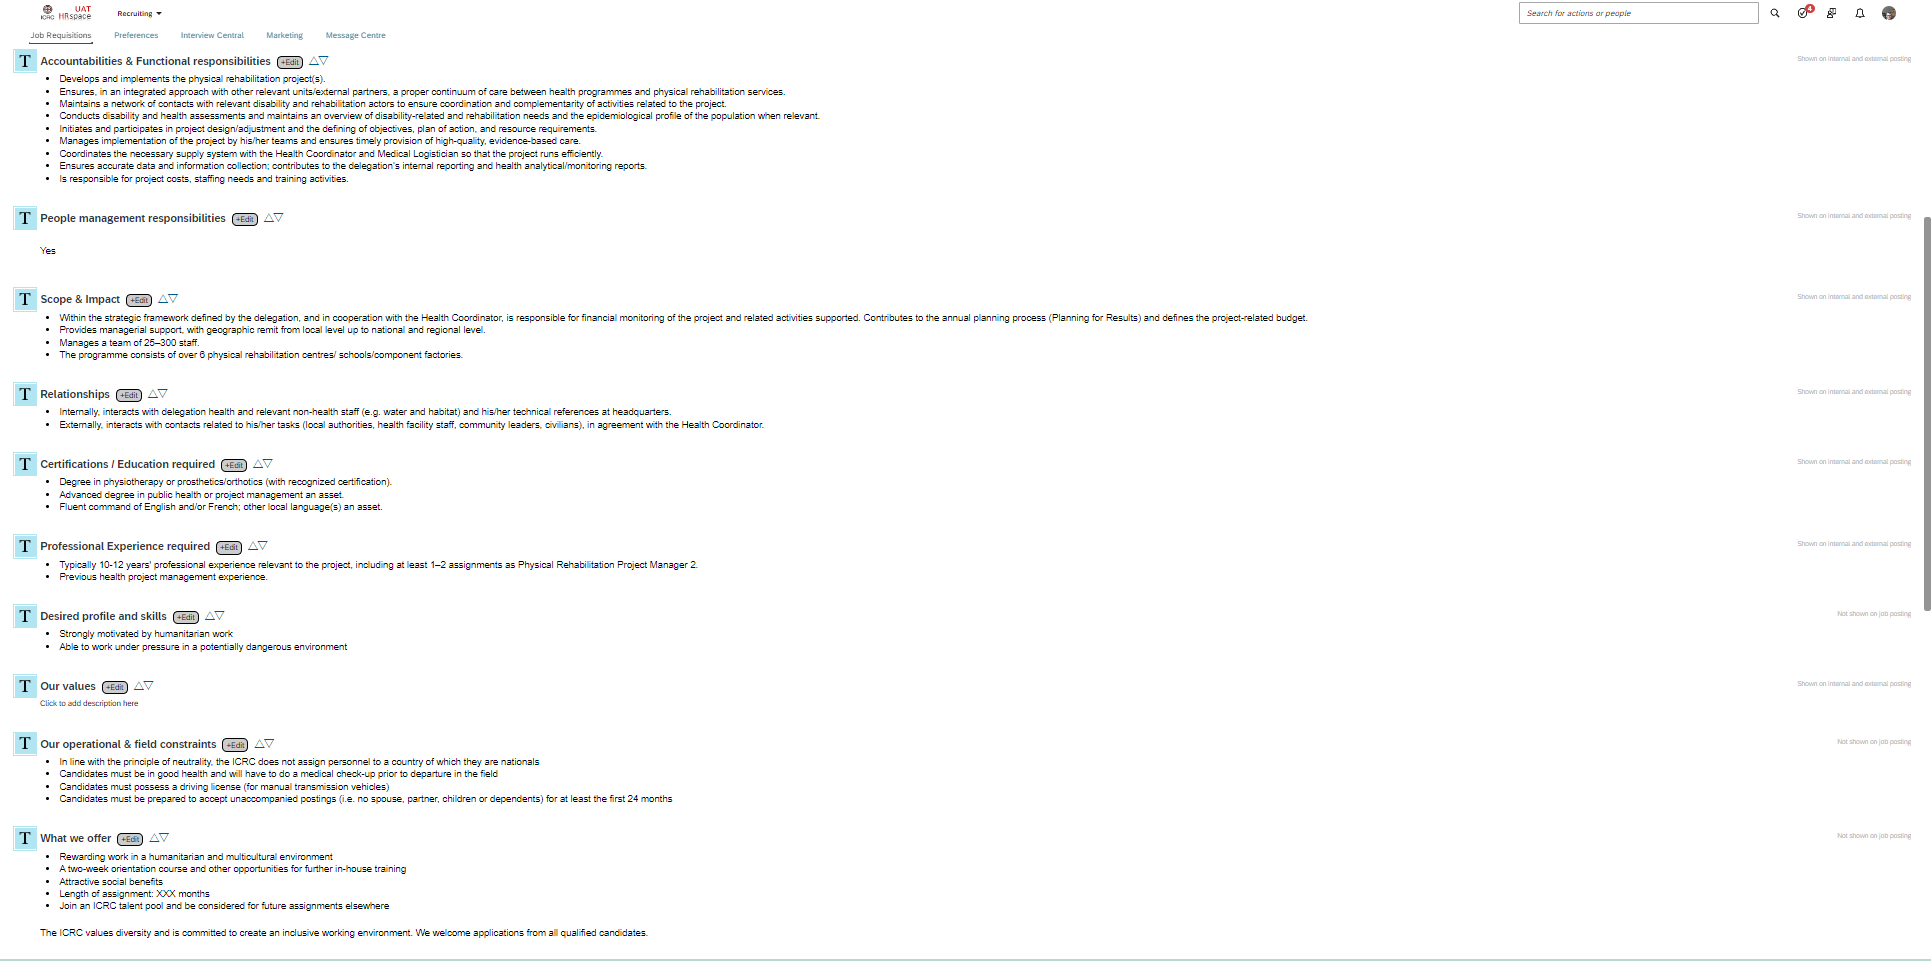 ICRC
UAT
HRspace
Recruiting
Search for actions or people
4
Job Requisitions
Preferences
Interview Central
Marketing
Message Centre
T
Accountabilities & Functional responsibilities
+Edit
Shown on internal and external posting
• Develops and implements the physical rehabilitation project(s).
• Ensures, in an integrated approach with other relevant units/external partners, a proper continuum of care between health programmes and physical rehabilitation services.
• Maintains a network of contacts with relevant disability and rehabilitation actors to ensure coordination and complementarity of activities related to the project.
• Conducts disability and health assessments and maintains an overview of disability-related and rehabilitation needs and the epidemiological profile of the population when relevant.
• Initiates and participates in project design/adjustment and the defining of objectives, plan of action, and resource requirements.
• Manages implementation of the project by his/her teams and ensures timely provision of high-quality, evidence-based care.
• Coordinates the necessary supply system with the Health Coordinator and Medical Logistician so that the project runs efficiently.
• Ensures accurate data and information collection; contributes to the delegation's internal reporting and health analytical/monitoring reports.
• Is responsible for project costs, staffing needs and training activities.
T
People management responsibilities
+Edit
Shown on internal and external posting
Yes
T
Scope & Impact
+Edit
Shown on internal and external posting
• Within the strategic framework defined by the delegation, and in cooperation with the Health Coordinator, is responsible for financial monitoring of the project and related activities supported. Contributes to the annual planning process (Planning for Results) and defines the project-related budget.
• Provides managerial support, with geographic remit from local level up to national and regional level.
• Manages a team of 25–300 staff.
• The programme consists of over 6 physical rehabilitation centres/ schools/component factories.
T
Relationships
+Edit
Shown on internal and external posting
• Internally, interacts with delegation health and relevant non-health staff (e.g. water and habitat) and his/her technical references at headquarters.
• Externally, interacts with contacts related to his/her tasks (local authorities, health facility staff, community leaders, civilians), in agreement with the Health Coordinator.
T
Certifications / Education required
+Edit
Shown on internal and external posting
• Degree in physiotherapy or prosthetics/orthotics (with recognized certification).
• Advanced degree in public health or project management an asset.
• Fluent command of English and/or French; other local language(s) an asset.
T
Professional Experience required
+Edit
Shown on internal and external posting
• Typically 10-12 years' professional experience relevant to the project, including at least 1–2 assignments as Physical Rehabilitation Project Manager 2.
• Previous health project management experience.
T
Desired profile and skills
+Edit
Not shown on job posting
• Strongly motivated by humanitarian work
• Able to work under pressure in a potentially dangerous environment
T
Our values
+Edit
Shown on internal and external posting
Click to add description here
T
Our operational & field constraints
+Edit
Not shown on job posting
• In line with the principle of neutrality, the ICRC does not assign personnel to a country of which they are nationals
• Candidates must be in good health and will have to do a medical check-up prior to departure in the field
• Candidates must possess a driving license (for manual transmission vehicles)
• Candidates must be prepared to accept unaccompanied postings (i.e. no spouse, partner, children or dependents) for at least the first 24 months
T
What we offer
+Edit
Not shown on job posting
• Rewarding work in a humanitarian and multicultural environment
• A two-week orientation course and other opportunities for further in-house training
• Attractive social benefits
• Length of assignment: XXX months
• Join an ICRC talent pool and be considered for future assignments elsewhere
The ICRC values diversity and is committed to create an inclusive working environment. We welcome applications from all qualified candidates.